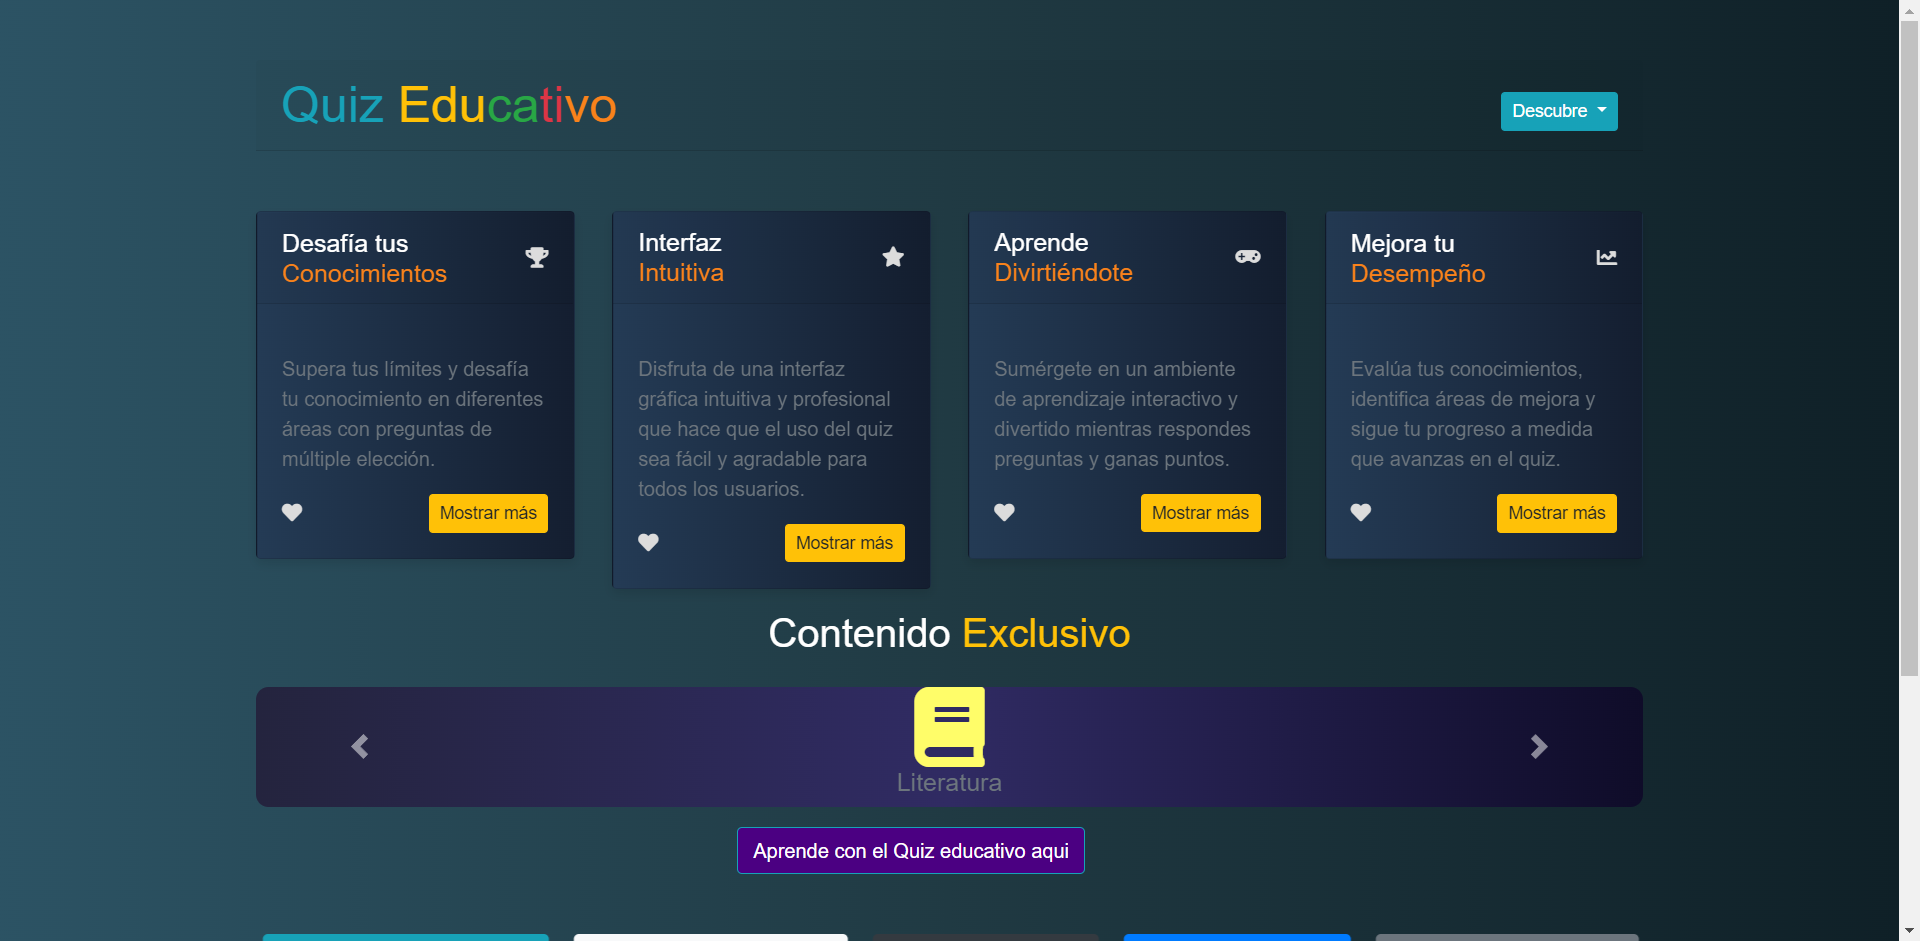 Quiz Educativo
Descubre
Desafía tus
Conocimientos
Supera tus límites y desafía
tu conocimiento en diferentes
áreas con preguntas de
múltiple elección.
Mostrar más
Interfaz
Intuitiva
Disfruta de una interfaz
gráfica intuitiva y profesional
que hace que el uso del quiz
sea fácil y agradable para
todos los usuarios.
Mostrar más
Aprende
Divirtiéndote
Sumérgete en un ambiente
de aprendizaje interactivo y
divertido mientras respondes
preguntas y ganas puntos.
Mostrar más
Mejora tu
Desempeño
Evalúa tus conocimientos,
identifica áreas de mejora y
sigue tu progreso a medida
que avanzas en el quiz.
Mostrar más
Contenido Exclusivo
Literatura
Aprende con el Quiz educativo aqui